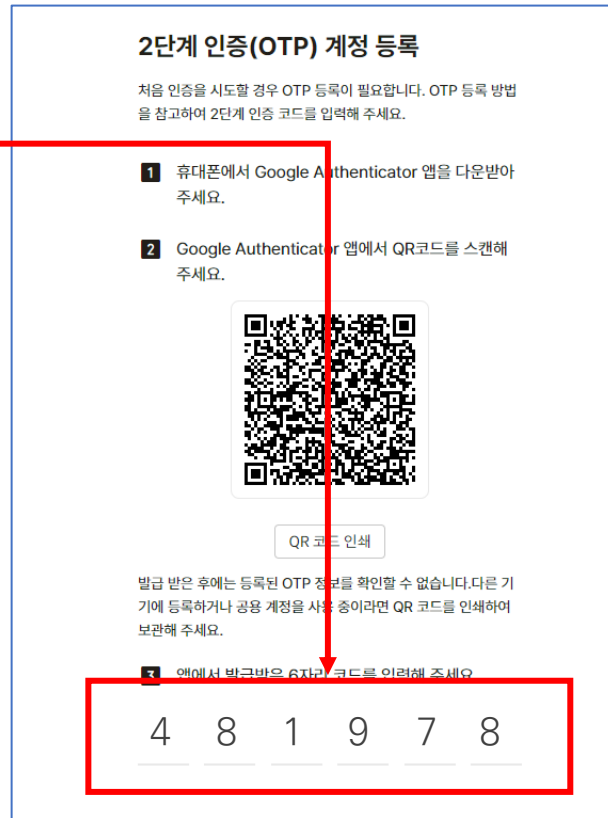 2단계 인증(OTP) 계정 등록
처음 인증을 시도할 경우 OTP 등록이 필요합니다. OTP 등록 방법
을 참고하여 2단계 인증 코드를 입력해 주세요.
1 휴대폰에서 Google Authenticator 앱을 다운받아
주세요.
2 Google Authenticator 앱에서 QR코드를 스캔해
주세요.
QR 코드 인쇄
발급 받은 후에는 등록된 OTP 정보를 확인할 수 없습니다.다른 기
기에 등록하거나 공용 계정을 사용 중이라면 QR 코드를 인쇄하여
보관해 주세요.
3 앱에서 발급받은 6자리 코드를 입력해 주세요
4 8 1 9 7 8